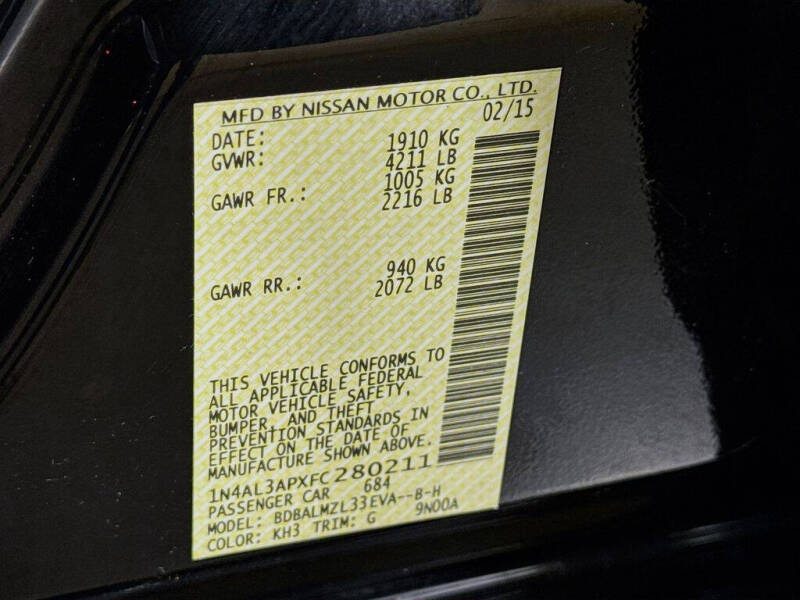 MFD BY NISSAN MOTOR CO., LTD.
DATE: 02/15
GVWR: 1910 KG
4211 LB
GAWR FR.: 1005 KG
2216 LB
GAWR RR.: 940 KG
2072 LB
THIS VEHICLE CONFORMS TO
ALL APPLICABLE FEDERAL
MOTOR VEHICLE SAFETY,
BUMPER, AND THEFT
PREVENTION STANDARDS IN
EFFECT ON THE DATE OF
MANUFACTURE SHOWN ABOVE.
1N4AL3APXFC280211
PASSENGER CAR 684
MODEL: BDBALMZL33EVA--B-H
COLOR: KH3 TRIM: G 9N00A